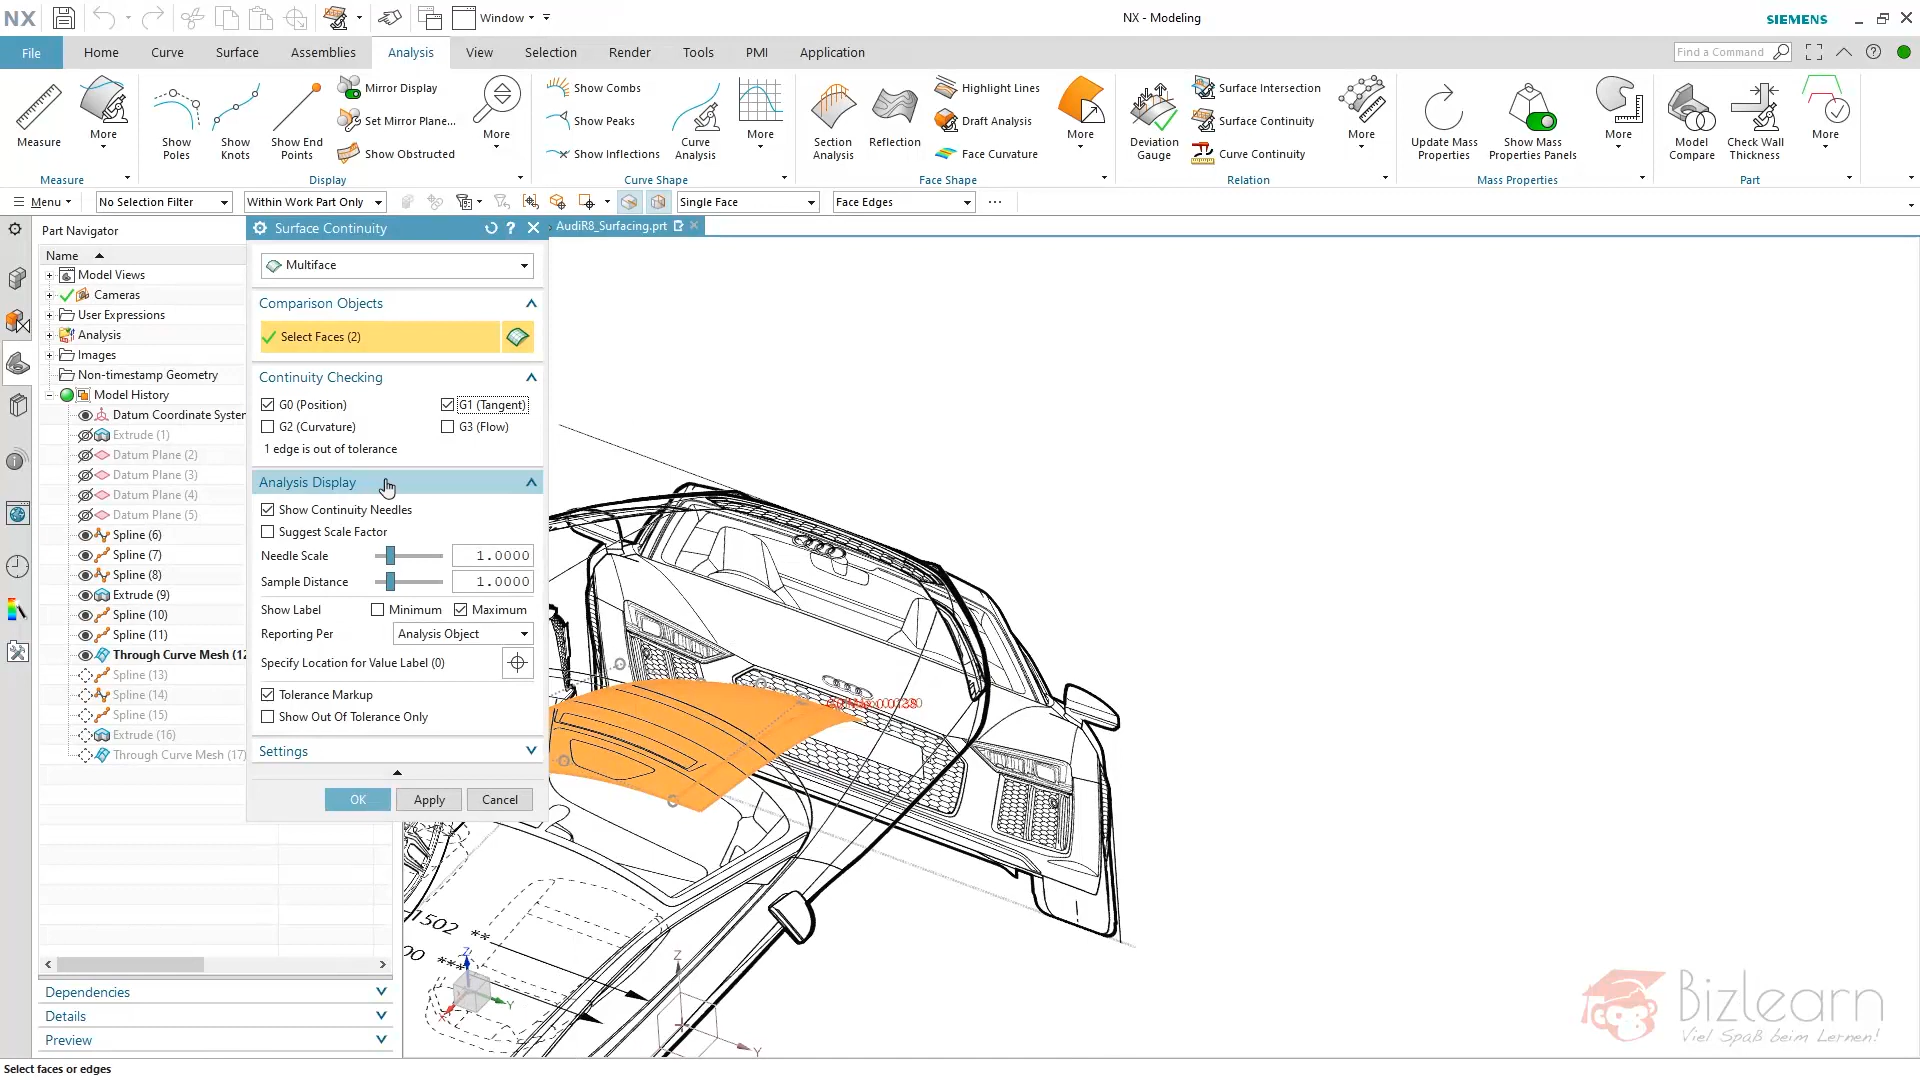 NX
Window
NX - Modeling
SIEMENS
File
Home
Curve
Surface
Assemblies
Analysis
View
Selection
Render
Tools
PMI
Application
Find a Command
Measure
More
Show Poles
Show Knots
Show End Points
Mirror Display
Set Mirror Plane...
Show Obstructed
More
Show Combs
Show Peaks
Show Inflections
Curve Analysis
More
Section Analysis
Reflection
Highlight Lines
Draft Analysis
Face Curvature
More
Deviation Gauge
Surface Intersection
Surface Continuity
Curve Continuity
More
Update Mass Properties
Show Mass Properties Panels
More
Model Compare
Check Wall Thickness
More
Measure
Display
Curve Shape
Face Shape
Relation
Mass Properties
Part
Menu
No Selection Filter
Within Work Part Only
Single Face
Face Edges
Part Navigator
Name
Model Views
Cameras
User Expressions
Analysis
Images
Non-timestamp Geometry
Model History
Datum Coordinate System
Extrude (1)
Datum Plane (2)
Datum Plane (3)
Datum Plane (4)
Datum Plane (5)
Spline (6)
Spline (7)
Spline (8)
Extrude (9)
Spline (10)
Spline (11)
Through Curve Mesh (12
Spline (13)
Spline (14)
Spline (15)
Extrude (16)
Through Curve Mesh (17)
Dependencies
Details
Preview
Surface Continuity
Multiface
Comparison Objects
Select Faces (2)
Continuity Checking
G0 (Position)
G1 (Tangent)
G2 (Curvature)
G3 (Flow)
1 edge is out of tolerance
Analysis Display
Show Continuity Needles
Suggest Scale Factor
Needle Scale
1.0000
Sample Distance
1.0000
Show Label
Minimum
Maximum
Reporting Per
Analysis Object
Specify Location for Value Label (0)
Tolerance Markup
Show Out Of Tolerance Only
Settings
OK
Apply
Cancel
AudiR8_Surfacing.prt
1502 **
00 ***
Z
Y
X
Z
Y
Bizlearn
Viel Spaß beim Lernen!
Select faces or edges